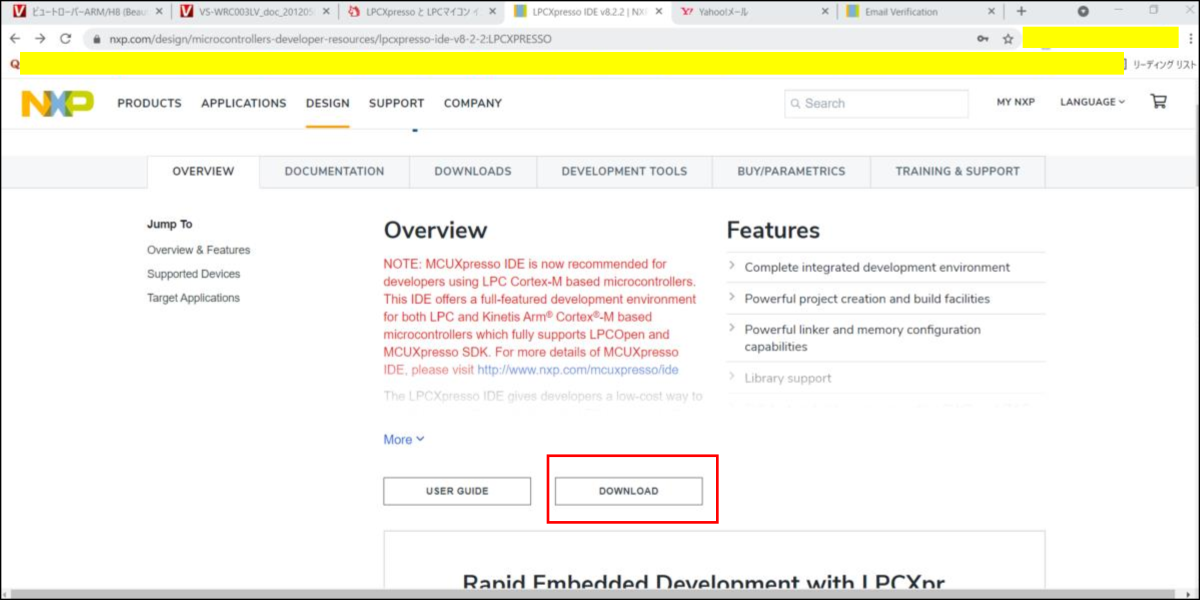 ビュートローバーARM/H8 (Beau
VS-WRC003LV_doc_20120
LPCXpresso と LPCマイコン イ
LPCXpresso IDE v8.2.2 | NX
Yahoo!メール
Email Verification
nxp.com/design/microcontrollers-developer-resources/lpcxpresso-ide-v8-2-2:LPCXPRESSO
リーディング リスト
NXP
PRODUCTS APPLICATIONS DESIGN SUPPORT COMPANY
Search
MY NXP LANGUAGE
OVERVIEW DOCUMENTATION DOWNLOADS DEVELOPMENT TOOLS BUY/PARAMETRICS TRAINING & SUPPORT
Jump To
Overview & Features
Supported Devices
Target Applications
Overview
NOTE: MCUXpresso IDE is now recommended for
developers using LPC Cortex-M based microcontrollers.
This IDE offers a full-featured development environment
for both LPC and Kinetis Arm® Cortex®-M based
microcontrollers which fully supports LPCOpen and
MCUXpresso SDK. For more details of MCUXpresso
IDE, please visit http://www.nxp.com/mcuxpresso/ide
The LPCXpresso IDE gives developers a low-cost way to
More
USER GUIDE
DOWNLOAD
Features
Complete integrated development environment
Powerful project creation and build facilities
Powerful linker and memory configuration
capabilities
Library support
Rapid Embedded Development with LPCXpr